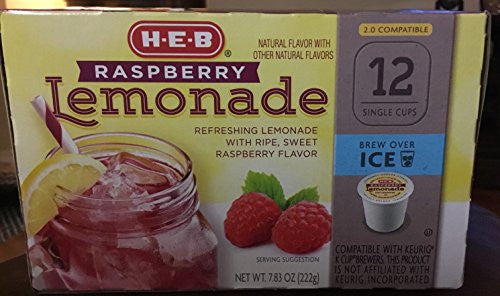 H-E-B®
NATURAL FLAVOR WITH
OTHER NATURAL FLAVORS
RASPBERRY
Lemonade
REFRESHING LEMONADE
WITH RIPE, SWEET
RASPBERRY FLAVOR
SERVING SUGGESTION
NET WT. 7.83 OZ (222g)
2.0 COMPATIBLE
12
SINGLE CUPS
BREW OVER
ICE
RASPBERRY
Lemonade
COMPATIBLE WITH KEURIG®
K CUP® BREWERS. THIS PRODUCT
IS NOT AFFILIATED WITH
KEURIG, INCORPORATED